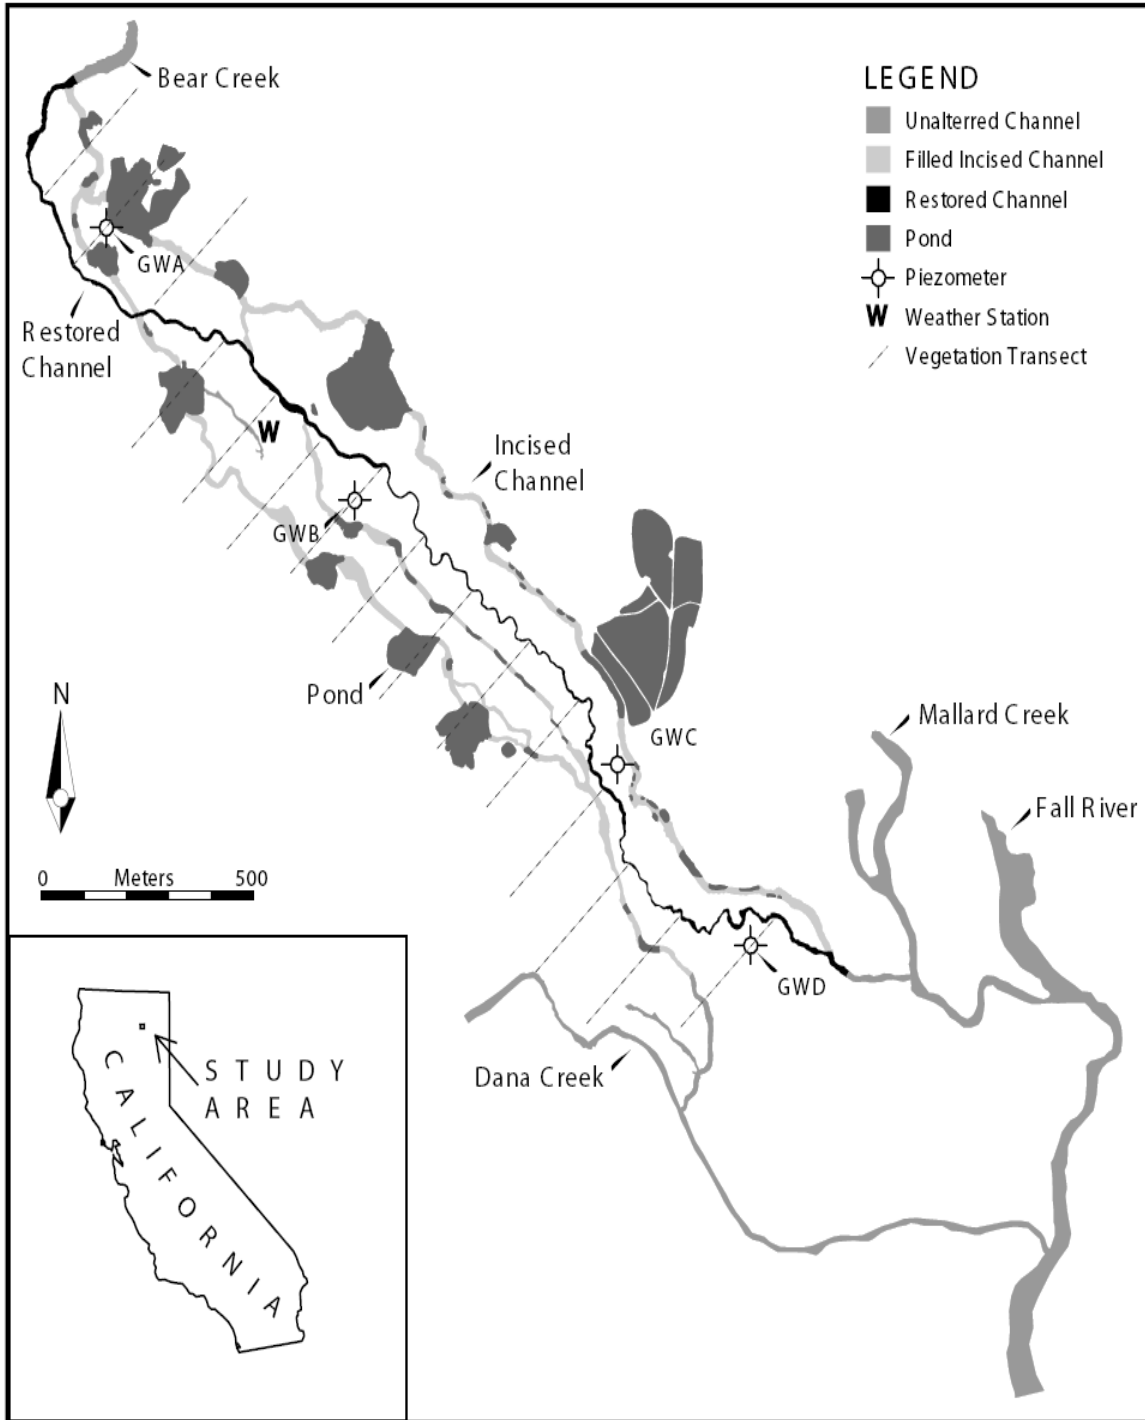 Bear Creek
LEGEND
Unalterred Channel
Filled Incised Channel
Restored Channel
Pond
Piezometer
W Weather Station
Vegetation Transect
GWA
Restored
Channel
W
Incised
Channel
GWB
Pond
GWC
N
Mallard Creek
Fall River
0 Meters 500
GWD
Dana Creek
STUDY
AREA
CALIFORNIA